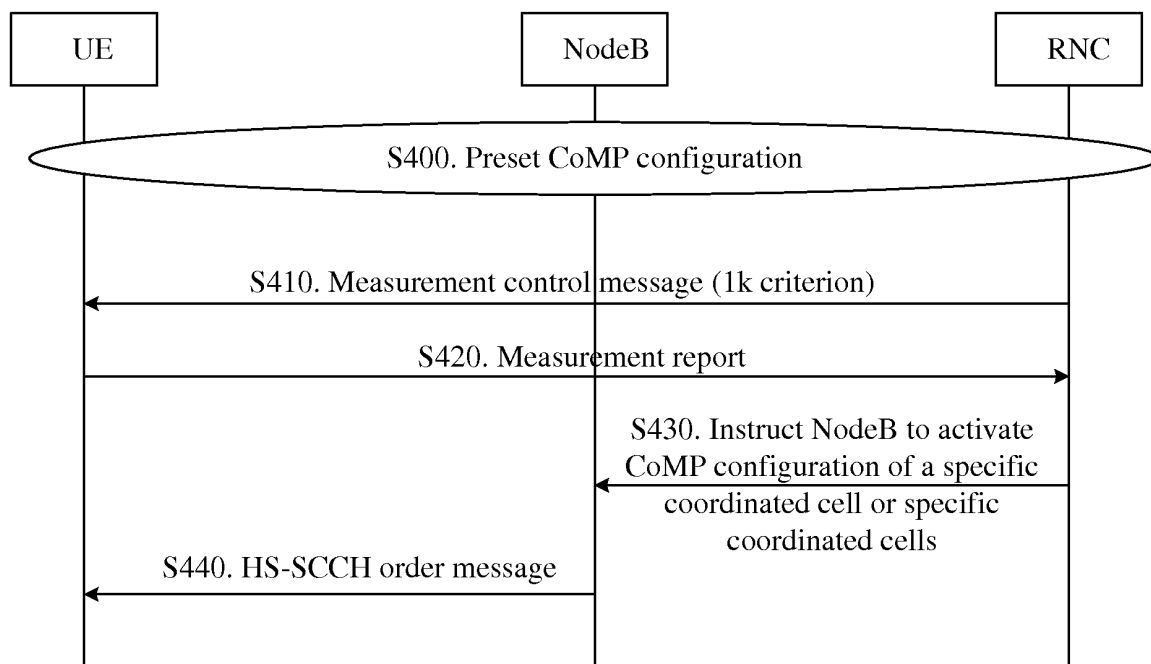 UE
NodeB
RNC
S400. Preset CoMP configuration
S410. Measurement control message (1k criterion)
S420. Measurement report
S430. Instruct NodeB to activate
CoMP configuration of a specific
coordinated cell or specific
coordinated cells
S440. HS-SCCH order message